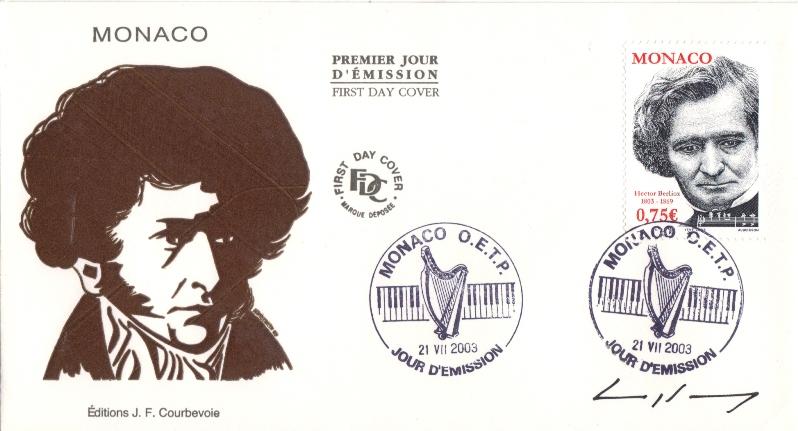 MONACO
PREMIER JOUR
D'ÉMISSION
FIRST DAY COVER
FIRST DAY COVER
FDC
MARQUE DÉPOSÉE
MONACO
Hector Berlioz
1803 - 1869
0,75€
MONACO O.E.T.P.
21 VII 2003
JOUR D'EMISSION
MONACO O.E.T.P.
21 VII 2003
JOUR D'EMISSION
Éditions J. F. Courbevoie